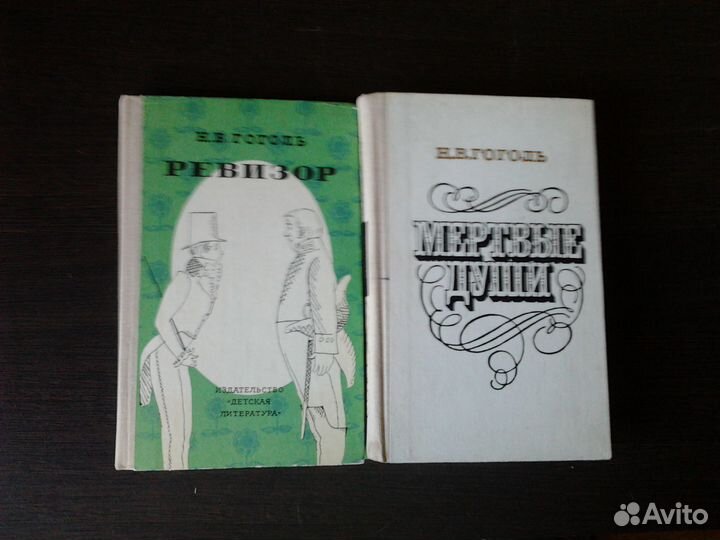 Н.В.ГОГОЛЬ
РЕВИЗОР
ИЗДАТЕЛЬСТВО
«ДЕТСКАЯ
ЛИТЕРАТУРА»
Н.В.ГОГОЛЬ
МЕРТВЫЕ
ДУШИ
Avito